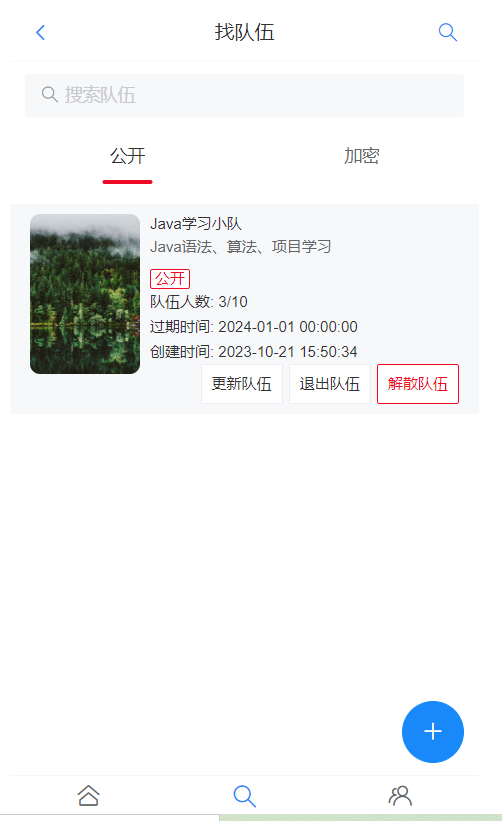 找队伍
搜索队伍
公开 加密
Java学习小队
Java语法、算法、项目学习
公开
队伍人数: 3/10
过期时间: 2024-01-01 00:00:00
创建时间: 2023-10-21 15:50:34
更新队伍 退出队伍 解散队伍